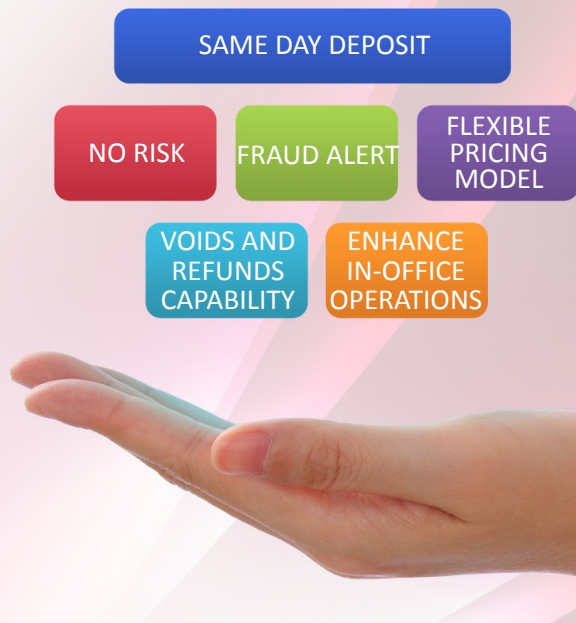 SAME DAY DEPOSIT
NO RISK
FRAUD ALERT
FLEXIBLE
PRICING
MODEL
VOIDS AND
REFUNDS
CAPABILITY
ENHANCE
IN-OFFICE
OPERATIONS